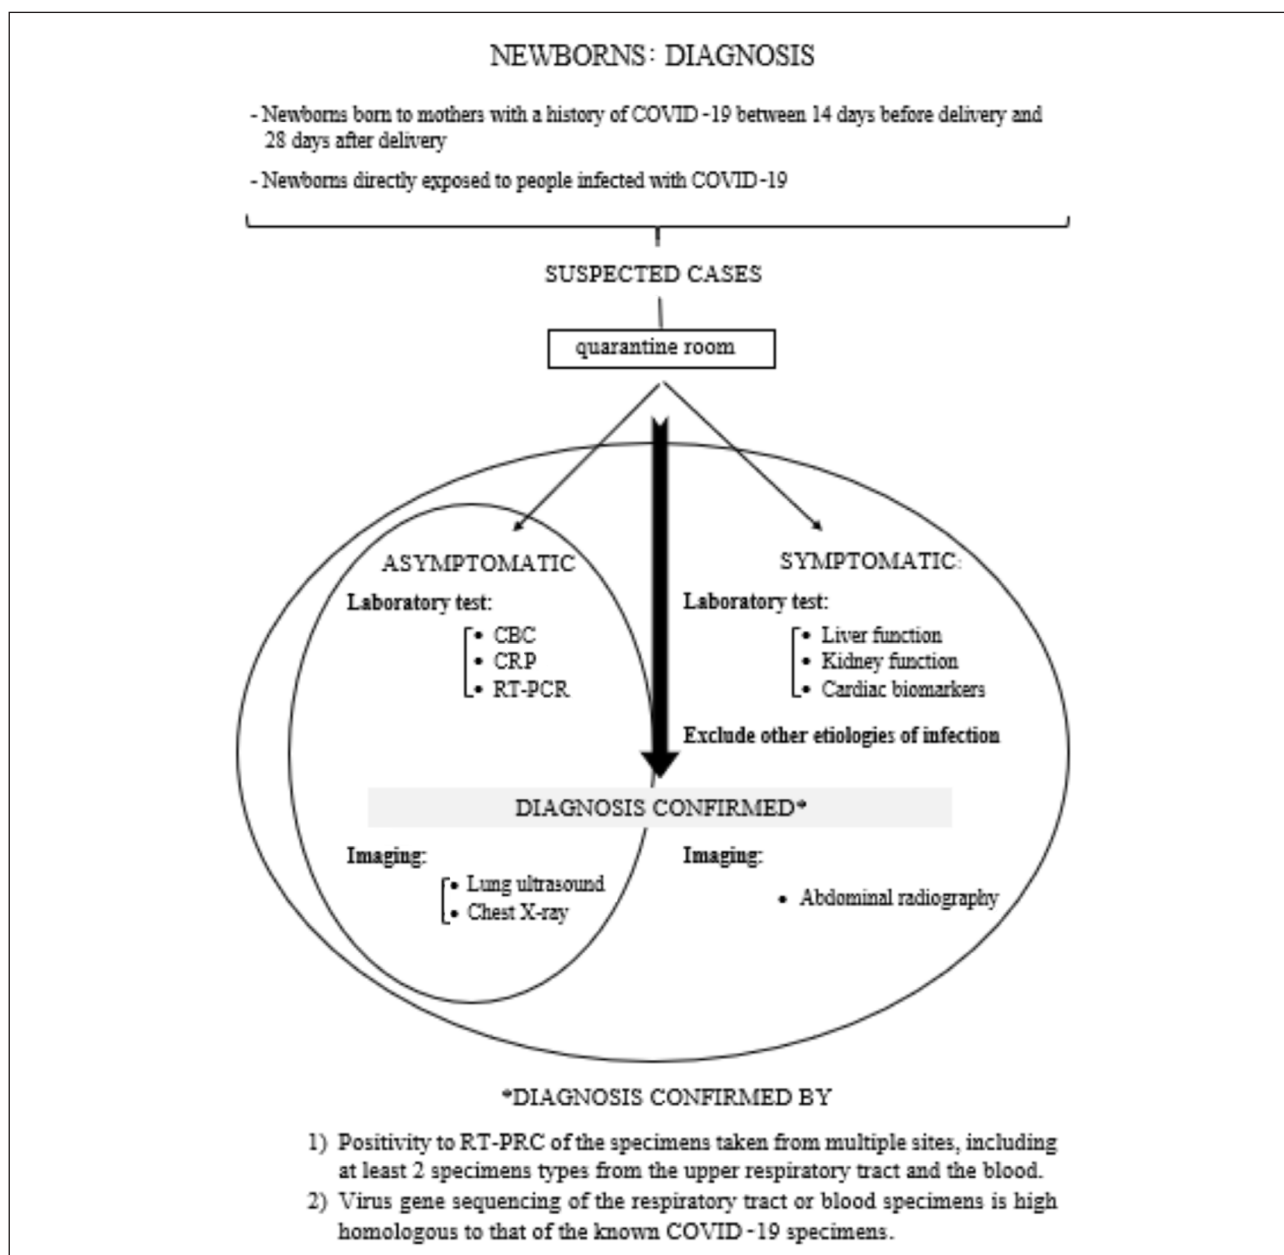 NEWBORNS: DIAGNOSIS
- Newborns born to mothers with a history of COVID-19 between 14 days before delivery and
28 days after delivery
- Newborns directly exposed to people infected with COVID-19
SUSPECTED CASES
quarantine room
ASYMPTOMATIC
Laboratory test:
• CBC
• CRP
• RT-PCR
SYMPTOMATIC:
Laboratory test:
• Liver function
• Kidney function
• Cardiac biomarkers
Exclude other etiologies of infection
DIAGNOSIS CONFIRMED*
Imaging:
• Lung ultrasound
• Chest X-ray
Imaging:
• Abdominal radiography
*DIAGNOSIS CONFIRMED BY
1) Positivity to RT-PRC of the specimens taken from multiple sites, including
at least 2 specimens types from the upper respiratory tract and the blood.
2) Virus gene sequencing of the respiratory tract or blood specimens is high
homologous to that of the known COVID-19 specimens.